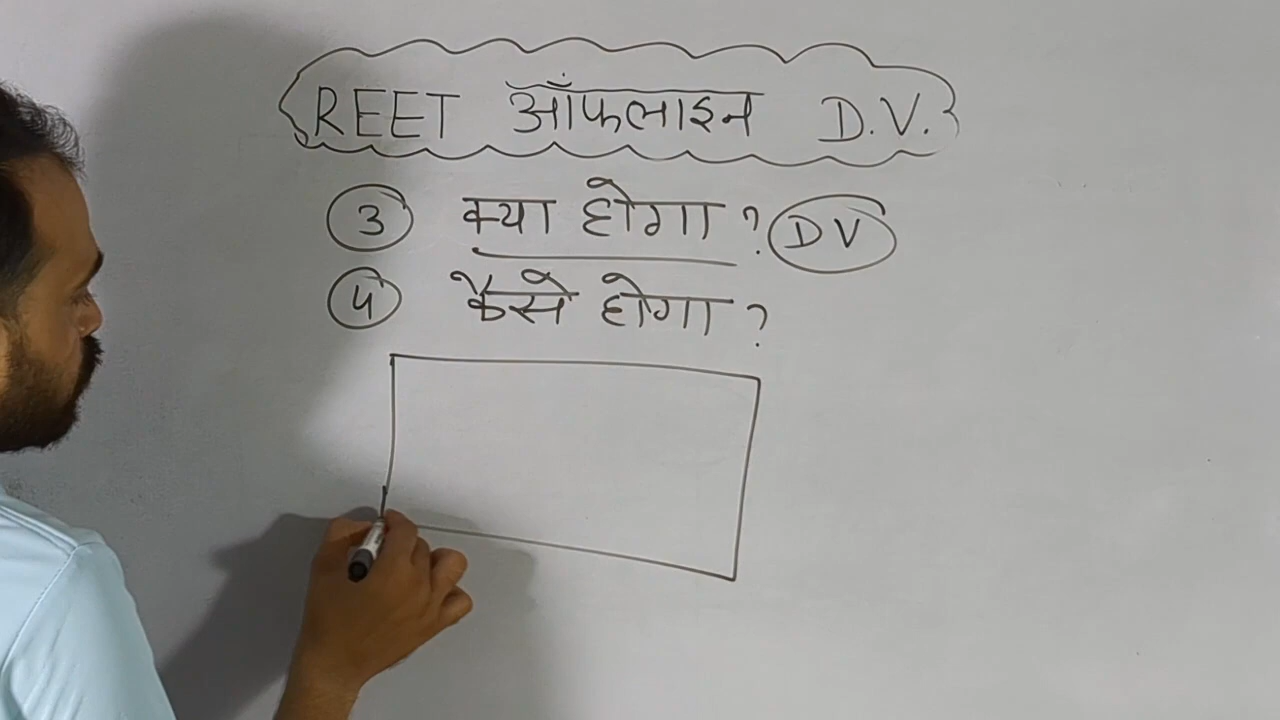 REET ऑफलाइन D.V.
3 क्या होगा ? DV
4 कैसे होगा ?